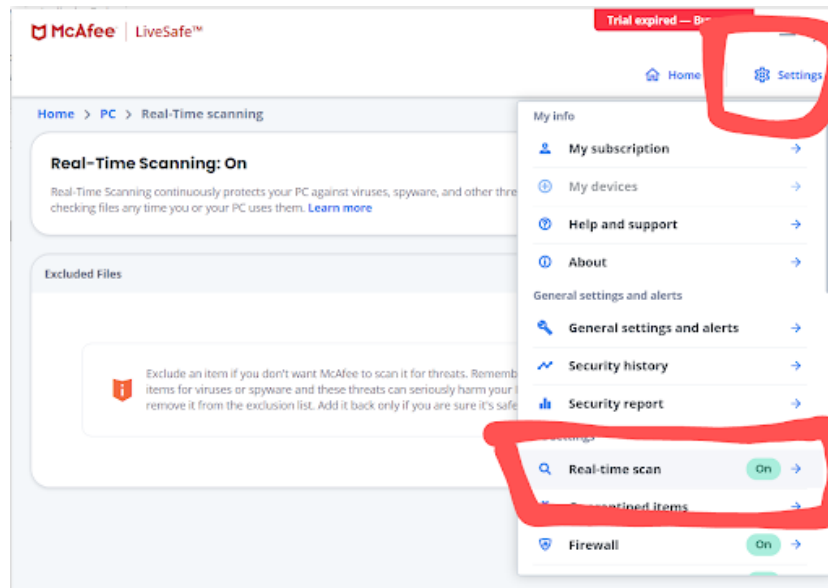 McAfee | LiveSafe™
Trial expired —
Home
Settings
Home > PC > Real-Time scanning
Real-Time Scanning: On
Real-Time Scanning continuously protects your PC against viruses, spyware, and other
checking files any time you or your PC uses them. Learn more
Excluded Files
Exclude an item if you don't want McAfee to scan it for threats.
items for viruses or spyware and these threats can seriously harm your
remove it from the exclusion list. Add it back only if you are sure it's safe
My info
My subscription
My devices
Help and support
About
General settings and alerts
General settings and alerts
Security history
Security report
Real-time scan On
Quarantined items
Firewall On